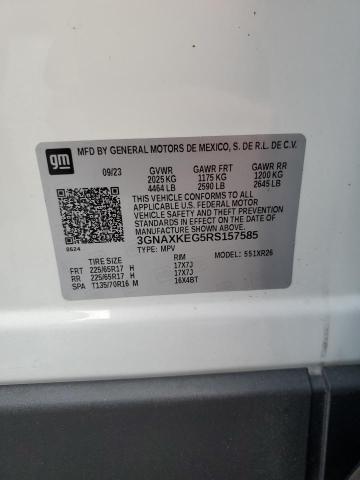 gm
MFD BY GENERAL MOTORS DE MEXICO, S. DE R.L. DE C.V.
09/23 GVWR GAWR FRT GAWR RR
2025 KG 1175 KG 1200 KG
4464 LB 2590 LB 2645 LB
THIS VEHICLE CONFORMS TO ALL
APPLICABLE U.S. FEDERAL MOTOR
VEHICLE SAFETY, BUMPER, AND THEFT
PREVENTION STANDARDS IN EFFECT ON
THE DATE OF MANUFACTURE SHOWN ABOVE.
3GNAXKEG5RS157585
8624 TYPE: MPV MODEL: 551XR26
TIRE SIZE RIM
FRT 225/65R17 H 17X7J
RR 225/65R17 H 17X7J
SPA T135/70R16 M 16X4BT